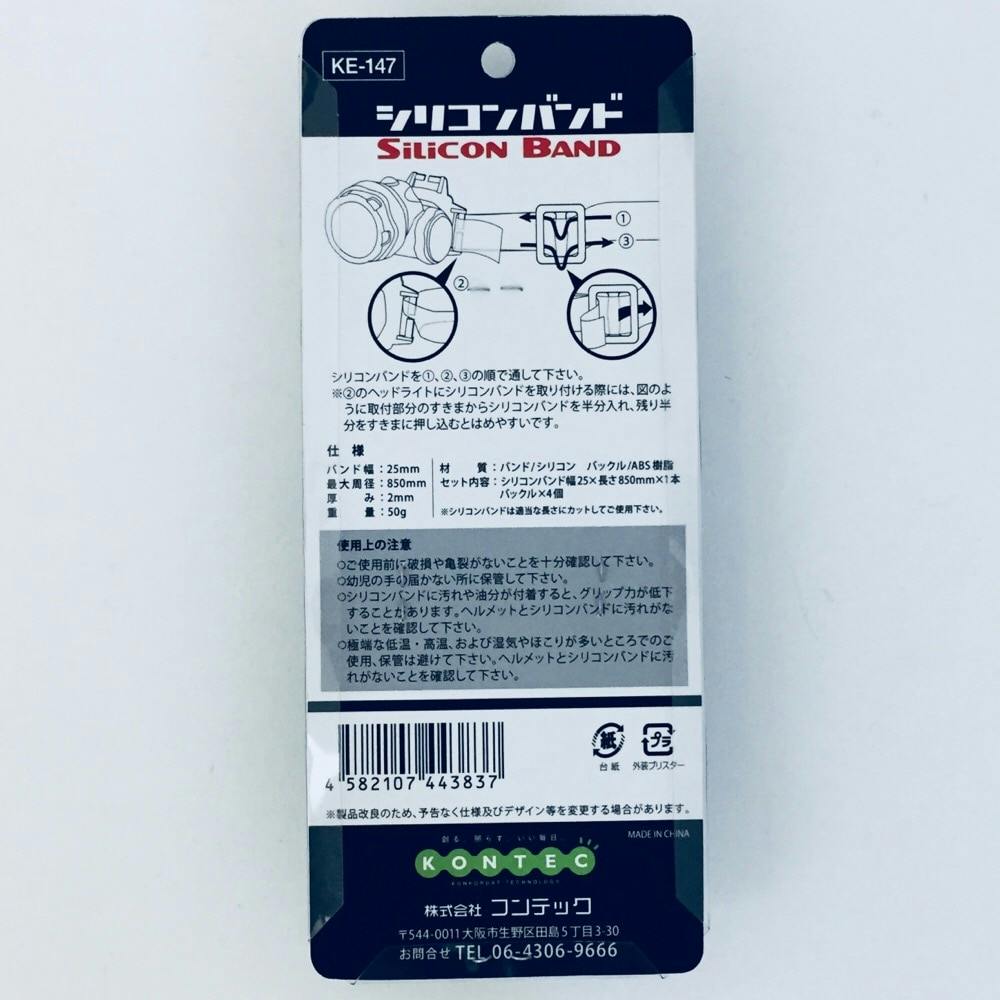 KE-147
シリコンバンド
SILICON BAND
①
③
②
シリコンバンドを①、②、③の順で通して下さい。
※②のヘッドライトにシリコンバンドを取り付ける際には、図のよ
うに取付部分のすきまからシリコンバンドを半分入れ、残り半
分をすきまに押し込むとはめやすいです。
仕 様
バンド幅：25mm
最大周径：850mm
厚 み：2mm
重 量：50g
材 質：バンド/シリコン バックル/ABS樹脂
セット内容：シリコンバンド幅25×長さ850mm×1本
バックル×4個
※シリコンバンドは適当な長さにカットしてご使用下さい。
使用上の注意
○ご使用前に破損や亀裂がないことを十分確認して下さい。
○幼児の手の届かない所に保管して下さい。
○シリコンバンドに汚れや油分が付着すると、グリップ力が低下
することがあります。ヘルメットとシリコンバンドに汚れがな
いことを確認して下さい。
○極端な低温・高温、および湿気やほこりが多いところでのご
使用、保管は避けて下さい。ヘルメットとシリコンバンドに汚
れがないことを確認して下さい。
4 582107 443837
紙
台紙
プラ
外装ブリスター
※製品改良のため、予告なく仕様及びデザイン等を変更する場合があります。
MADE IN CHINA
創る。照らす。いい毎日。
KONTEC
KONKORDAT TECHNOLOGY
株式会社 コンテック
〒544-0011大阪市生野区田島5丁目3-30
お問合せ TEL 06-4306-9666